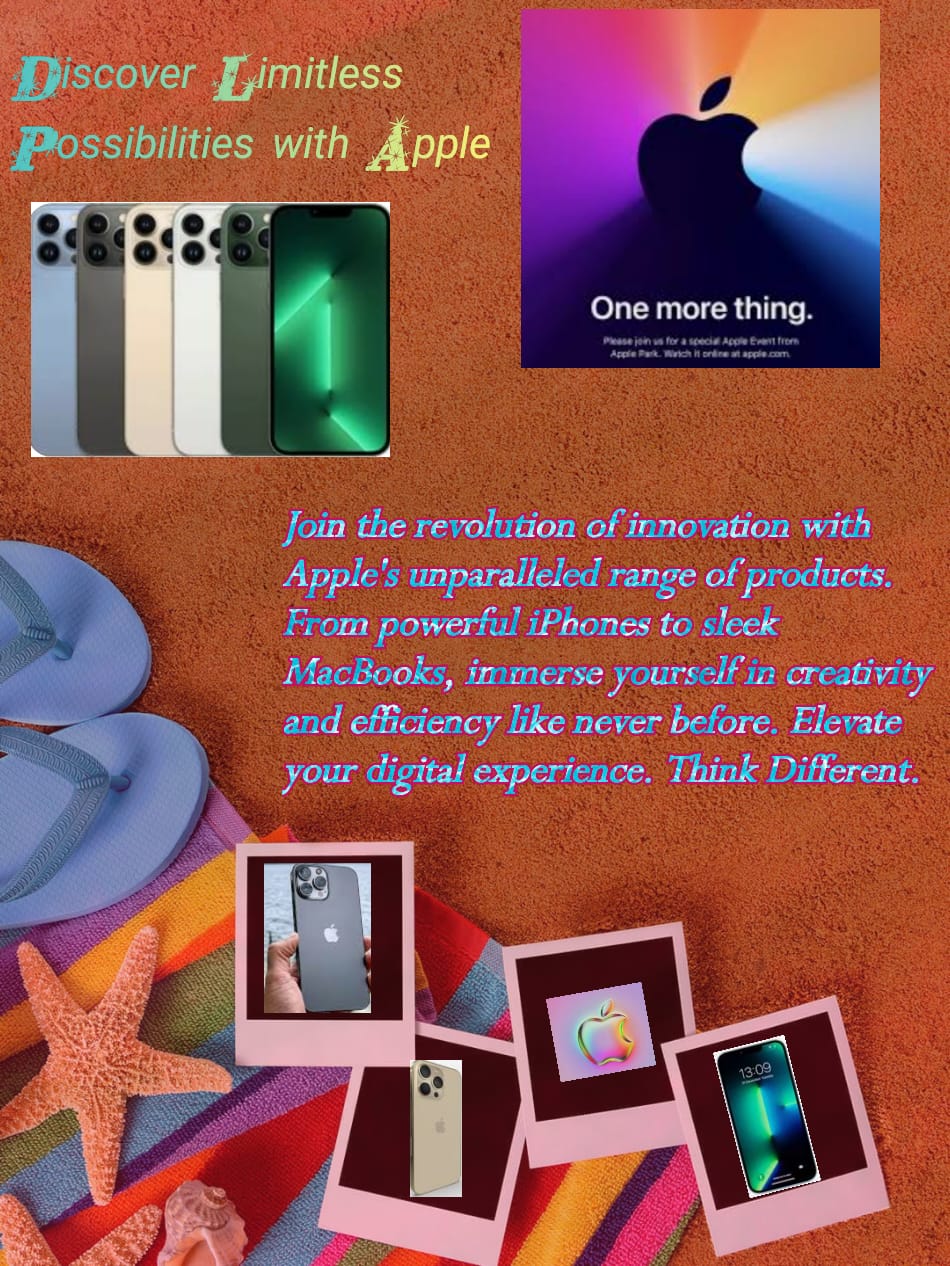 Discover Limitless
Possibilities with Apple
One more thing.
Please join us for a special Apple Event from
Apple Park. Watch it online at apple.com.
Join the revolution of innovation with
Apple's unparalleled range of products.
From powerful iPhones to sleek
MacBooks, immerse yourself in creativity
and efficiency like never before. Elevate
your digital experience. Think Different.
13:09